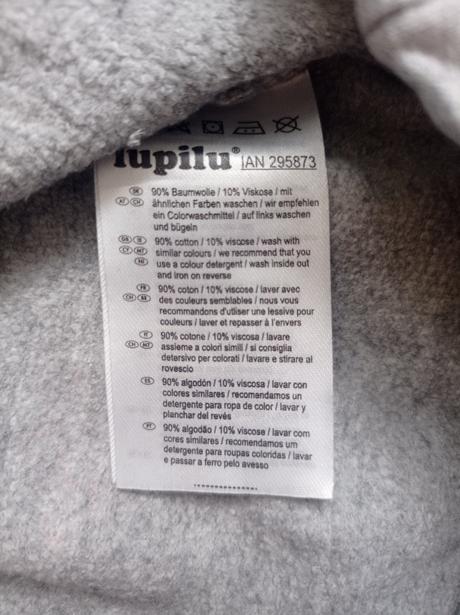 lupilu® IAN 295873
DE 90% Baumwolle / 10% Viskose / mit
AT CH ähnlichen Farben waschen / wir empfehlen
ein Colorwaschmittel / auf links waschen
und bügeln
GB IE 90% cotton / 10% viscose / wash with
CY MT similar colours / we recommend that you
use a colour detergent / wash inside out
and iron on reverse
FR 90% coton / 10% viscose / laver avec
CH BE des couleurs semblables / nous vous
recommandons d'utiliser une lessive pour
couleurs / laver et repasser à l'envers
IT 90% cotone / 10% viscosa / lavare
CH MT assieme a colori simili / si consiglia
detersivo per colorati / lavare e stirare al
rovescio
ES 90% algodón / 10% viscosa / lavar con
colores similares / recomendamos un
detergente para ropa de color / lavar y
planchar del revés
PT 90% algodão / 10% viscose / lavar com
cores similares / recomendamos um
detergente para roupas coloridas / lavar
e passar a ferro pelo avesso